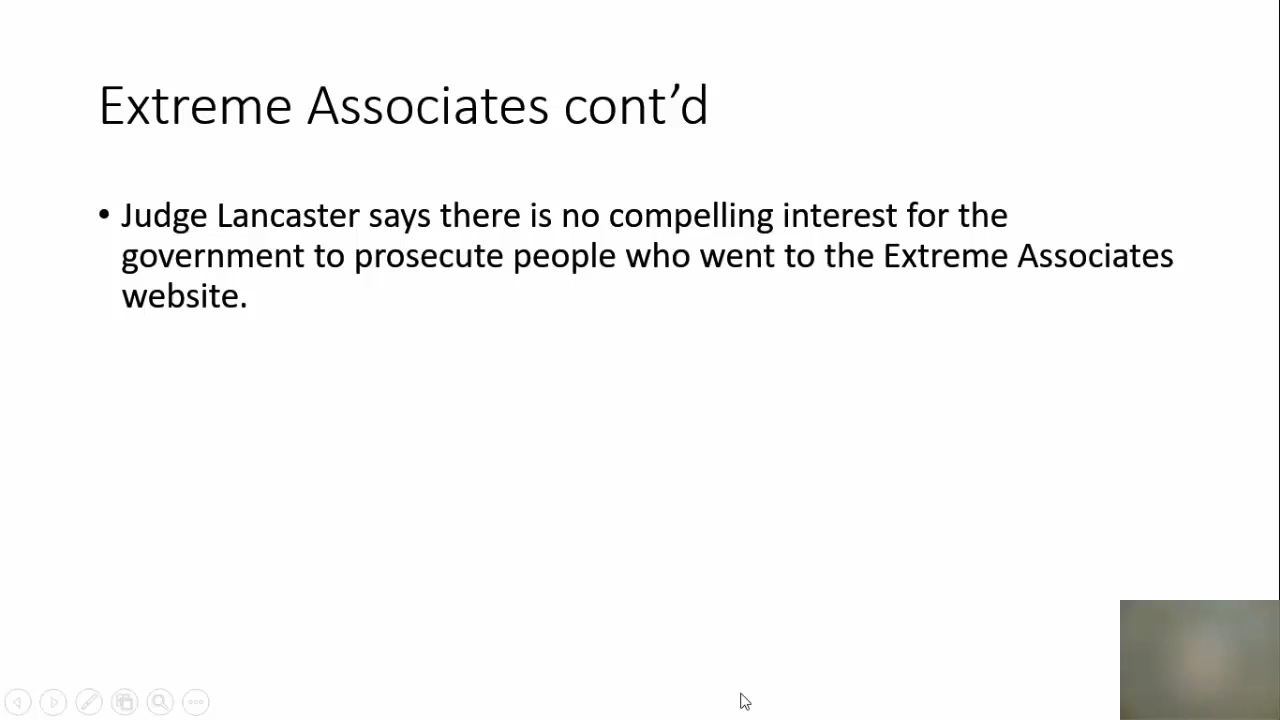 Extreme Associates cont’d
• Judge Lancaster says there is no compelling interest for the
government to prosecute people who went to the Extreme Associates
website.